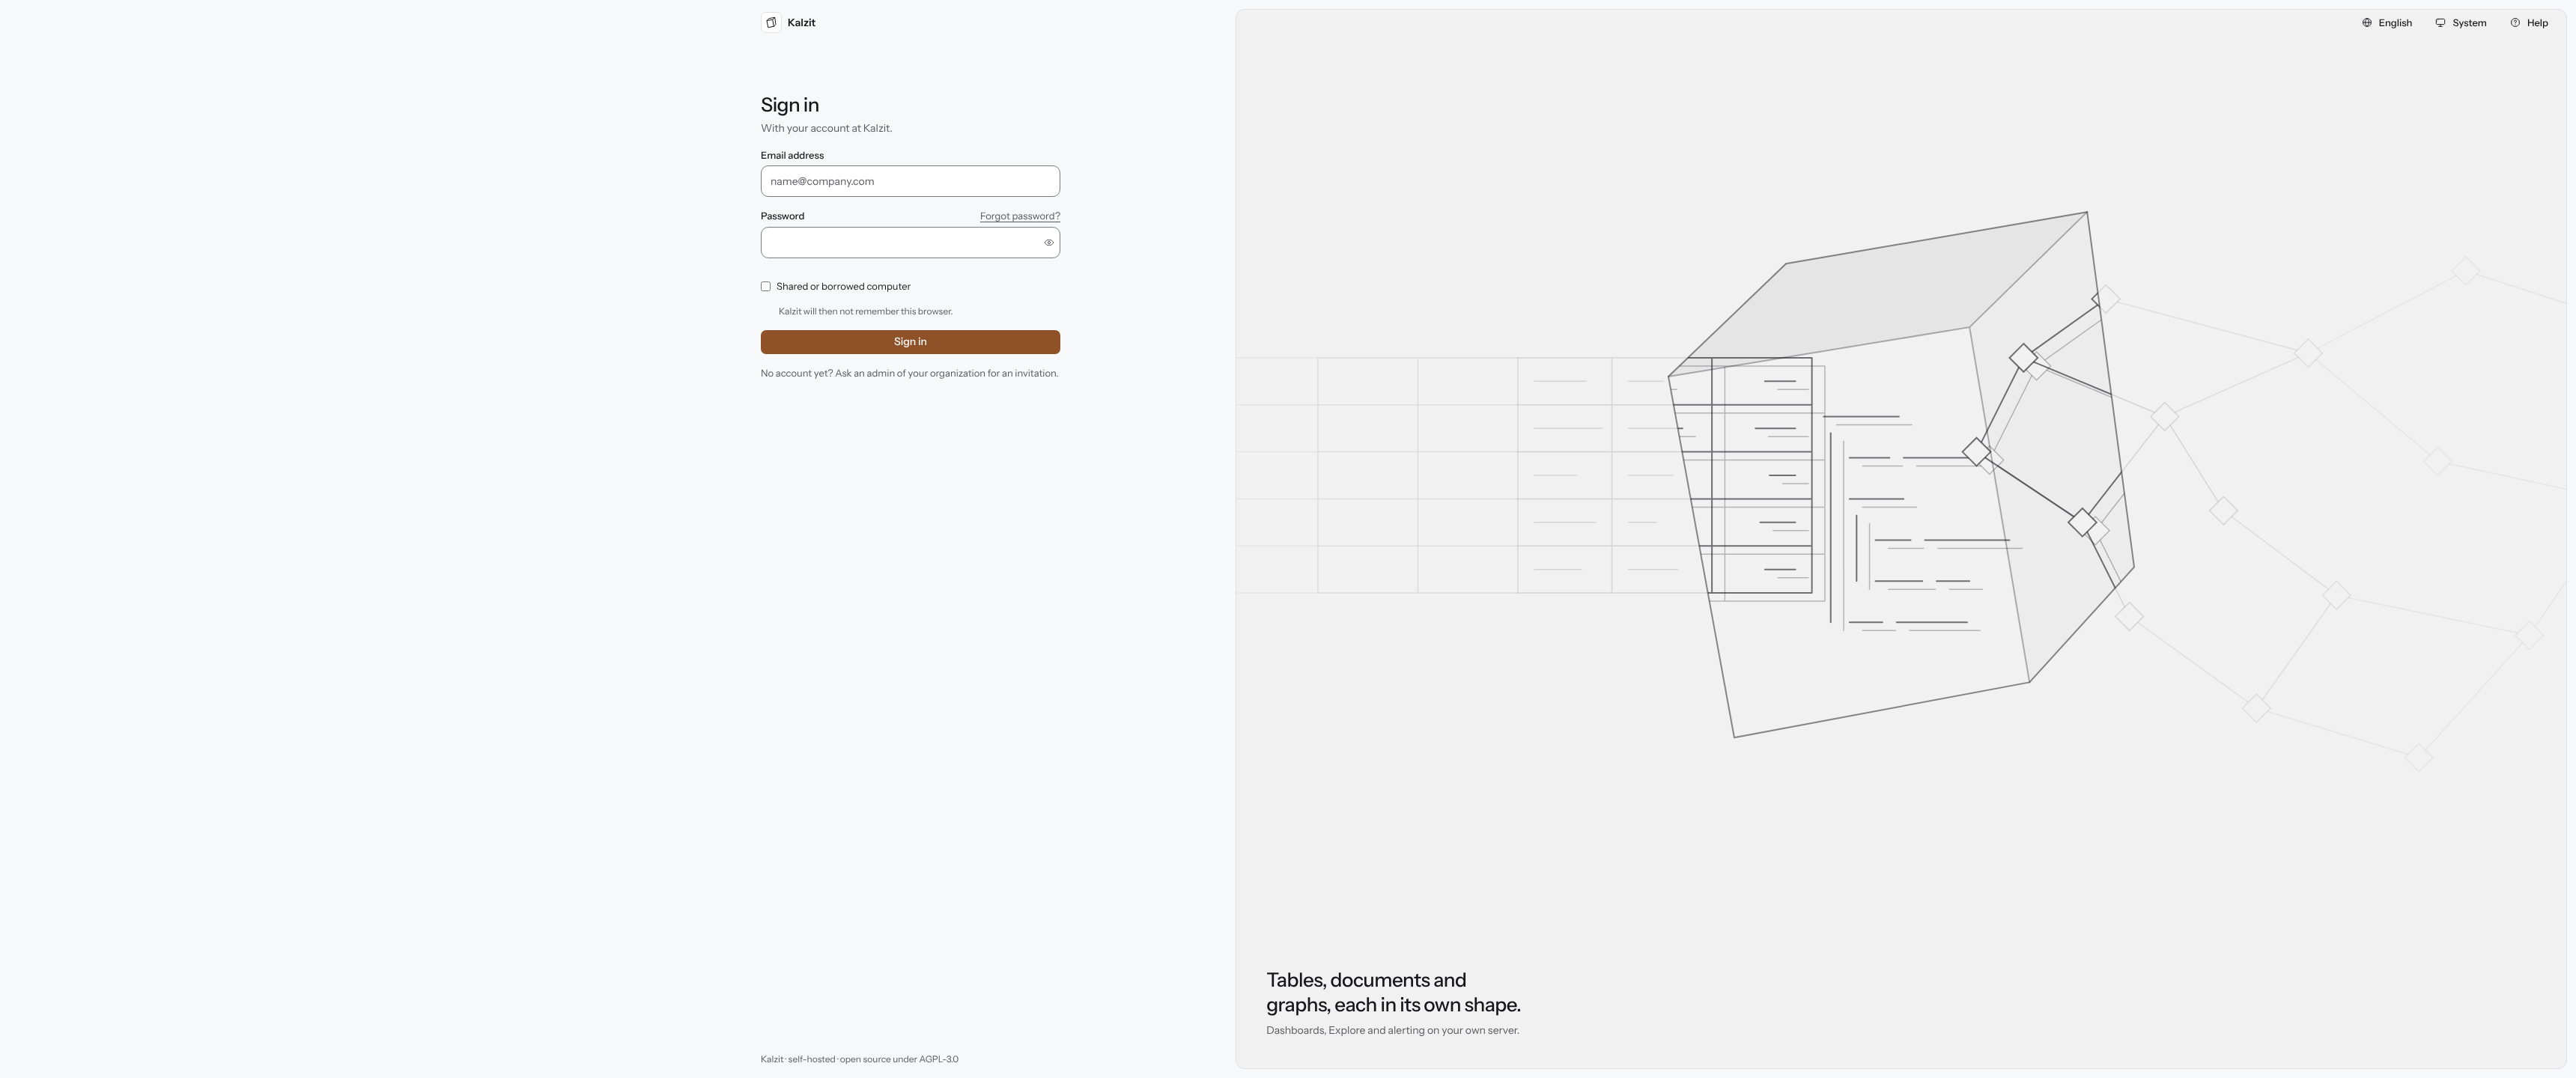 Kalzit
English
System
Help
Sign in
With your account at Kalzit.
Email address
name@company.com
Password
Forgot password?
Shared or borrowed computer
Kalzit will then not remember this browser.
Sign in
No account yet? Ask an admin of your organization for an invitation.
Tables, documents and
graphs, each in its own shape.
Dashboards, Explore and alerting on your own server.
Kalzit · self-hosted · open source under AGPL-3.0